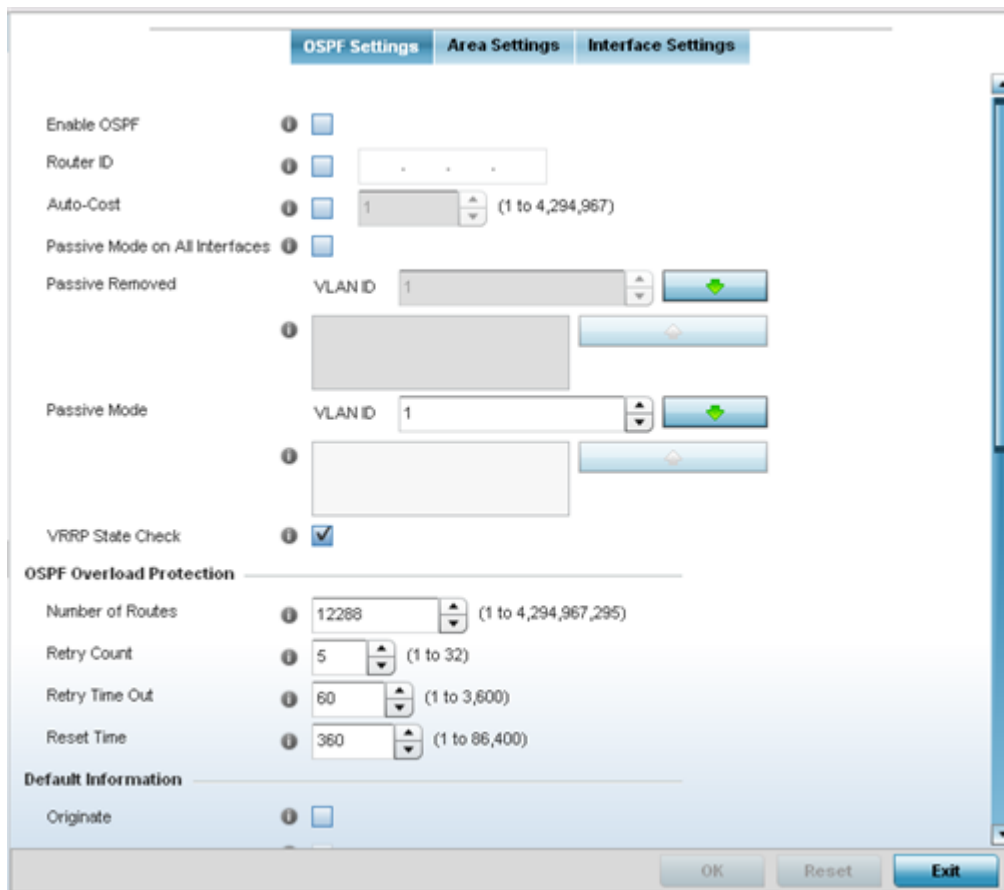 OSPF Settings Area Settings Interface Settings
Enable OSPF
Router ID . . .
Auto-Cost 1 (1 to 4,294,967)
Passive Mode on All Interfaces
Passive Removed VLAN ID 1
Passive Mode VLAN ID 1
VRRP State Check
OSPF Overload Protection
Number of Routes 12288 (1 to 4,294,967,295)
Retry Count 5 (1 to 32)
Retry Time Out 60 (1 to 3,600)
Reset Time 360 (1 to 86,400)
Default Information
Originate
OK Reset Exit